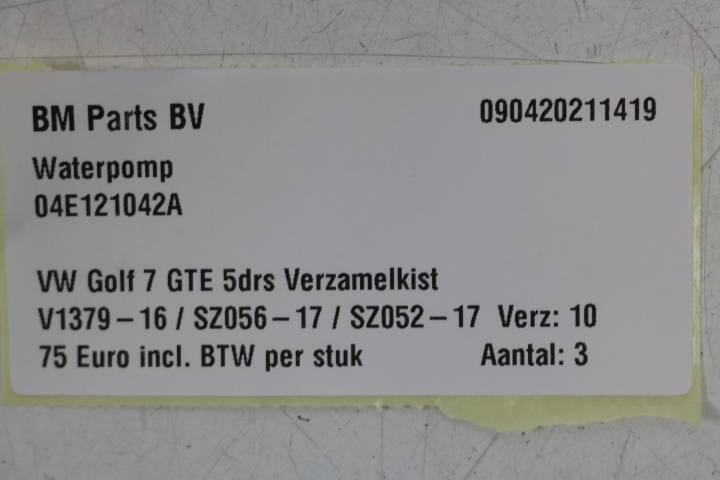 BM Parts BV 090420211419
Waterpomp
04E121042A
VW Golf 7 GTE 5drs Verzamelkist
V1379-16 / SZ056-17 / SZ052-17 Verz: 10
75 Euro incl. BTW per stuk Aantal: 3